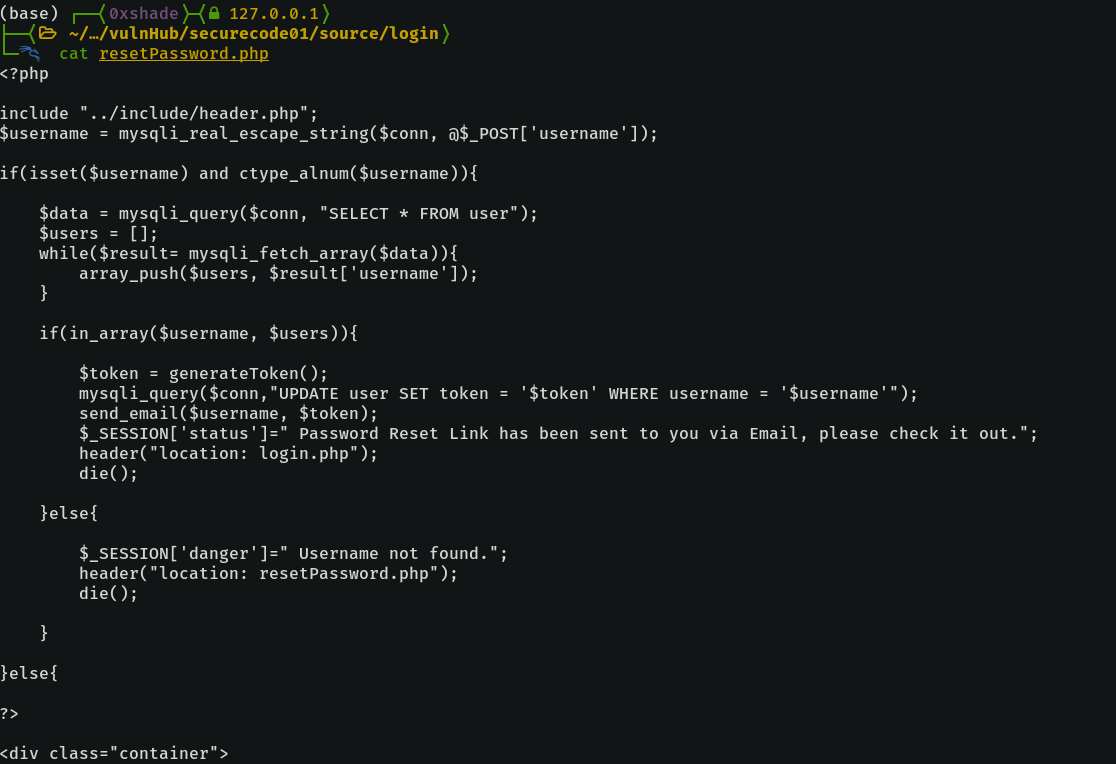 (base) 0xshade 127.0.0.1
~/…/vulnHub/securecode01/source/login
cat resetPassword.php
<?php
include "../include/header.php";
$username = mysqli_real_escape_string($conn, @$_POST['username']);
if(isset($username) and ctype_alnum($username)){
    $data = mysqli_query($conn, "SELECT * FROM user");
    $users = [];
    while($result= mysqli_fetch_array($data)){
        array_push($users, $result['username']);
    }
    if(in_array($username, $users)){
        $token = generateToken();
        mysqli_query($conn,"UPDATE user SET token = '$token' WHERE username = '$username'");
        send_email($username, $token);
        $_SESSION['status']=" Password Reset Link has been sent to you via Email, please check it out.";
        header("location: login.php");
        die();
    }else{
        $_SESSION['danger']=" Username not found.";
        header("location: resetPassword.php");
        die();
    }
}else{
?>
<div class="container">